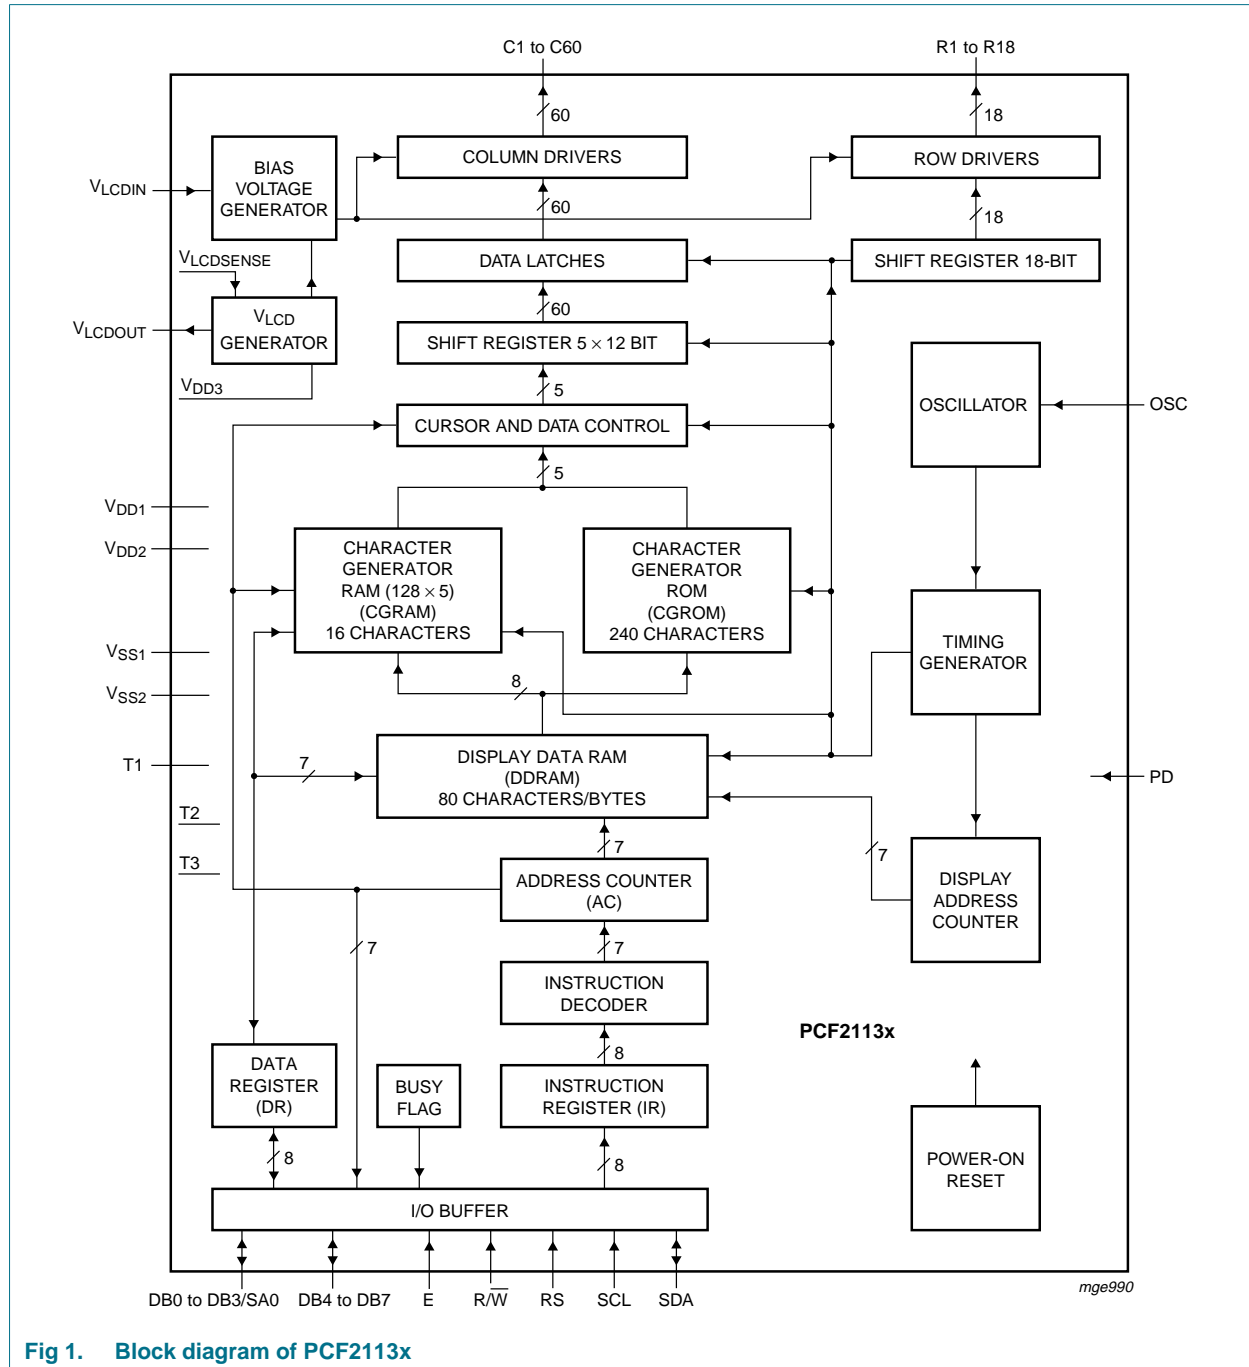 C1 to C60
R1 to R18
60
18
BIAS
VOLTAGE
GENERATOR
COLUMN DRIVERS
ROW DRIVERS
VLCDIN
60
18
VLCDSENSE
DATA LATCHES
SHIFT REGISTER 18-BIT
60
VLCDOUT
VLCD
GENERATOR
SHIFT REGISTER 5 × 12 BIT
VDD3
5
OSCILLATOR
OSC
CURSOR AND DATA CONTROL
5
VDD1
VDD2
CHARACTER
GENERATOR
RAM (128 × 5)
(CGRAM)
16 CHARACTERS
CHARACTER
GENERATOR
ROM
(CGROM)
240 CHARACTERS
TIMING
GENERATOR
VSS1
VSS2
8
T1
7
DISPLAY DATA RAM
(DDRAM)
80 CHARACTERS/BYTES
PD
T2
7
7
T3
ADDRESS COUNTER
(AC)
DISPLAY
ADDRESS
COUNTER
7
7
INSTRUCTION
DECODER
PCF2113x
8
DATA
REGISTER
(DR)
BUSY
FLAG
INSTRUCTION
REGISTER (IR)
8
8
POWER-ON
RESET
I/O BUFFER
DB0 to DB3/SA0
DB4 to DB7
E
R/W̅
RS
SCL
SDA
mge990
Fig 1. Block diagram of PCF2113x